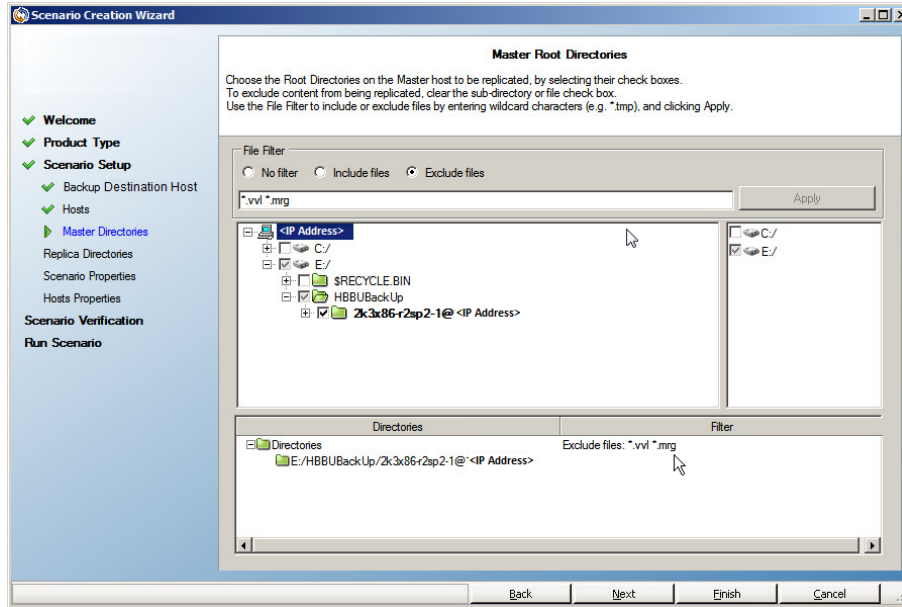 Scenario Creation Wizard
Master Root Directories
Choose the Root Directories on the Master host to be replicated, by selecting their check boxes.
To exclude content from being replicated, clear the sub-directory or file check box.
Use the File Filter to include or exclude files by entering wildcard characters (e.g. *.tmp), and clicking Apply.
Welcome
Product Type
Scenario Setup
Backup Destination Host
Hosts
Master Directories
Replica Directories
Scenario Properties
Hosts Properties
Scenario Verification
Run Scenario
File Filter
No filter Include files Exclude files
*.vvl *.mrg Apply
<IP Address>
C:/
E:/
$RECYCLE.BIN
HBBUBackUp
2k3x86-r2sp2-1@ <IP Address>
C:/
E:/
Directories Filter
Directories Exclude files: *.vvl *.mrg
E:/HBBUBackUp/2k3x86-r2sp2-1@<IP Address>
Back Next Finish Cancel